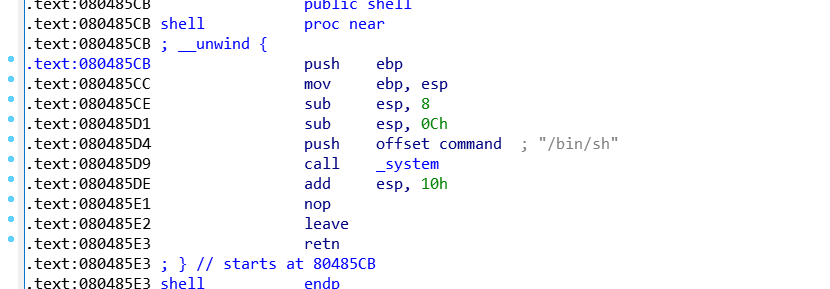 .text:080485CB public shell
.text:080485CB shell proc near
.text:080485CB ; __unwind {
.text:080485CB push ebp
.text:080485CC mov ebp, esp
.text:080485CE sub esp, 8
.text:080485D1 sub esp, 0Ch
.text:080485D4 push offset command ; "/bin/sh"
.text:080485D9 call _system
.text:080485DE add esp, 10h
.text:080485E1 nop
.text:080485E2 leave
.text:080485E3 retn
.text:080485E3 ; } // starts at 80485CB
.text:080485E3 shell endp